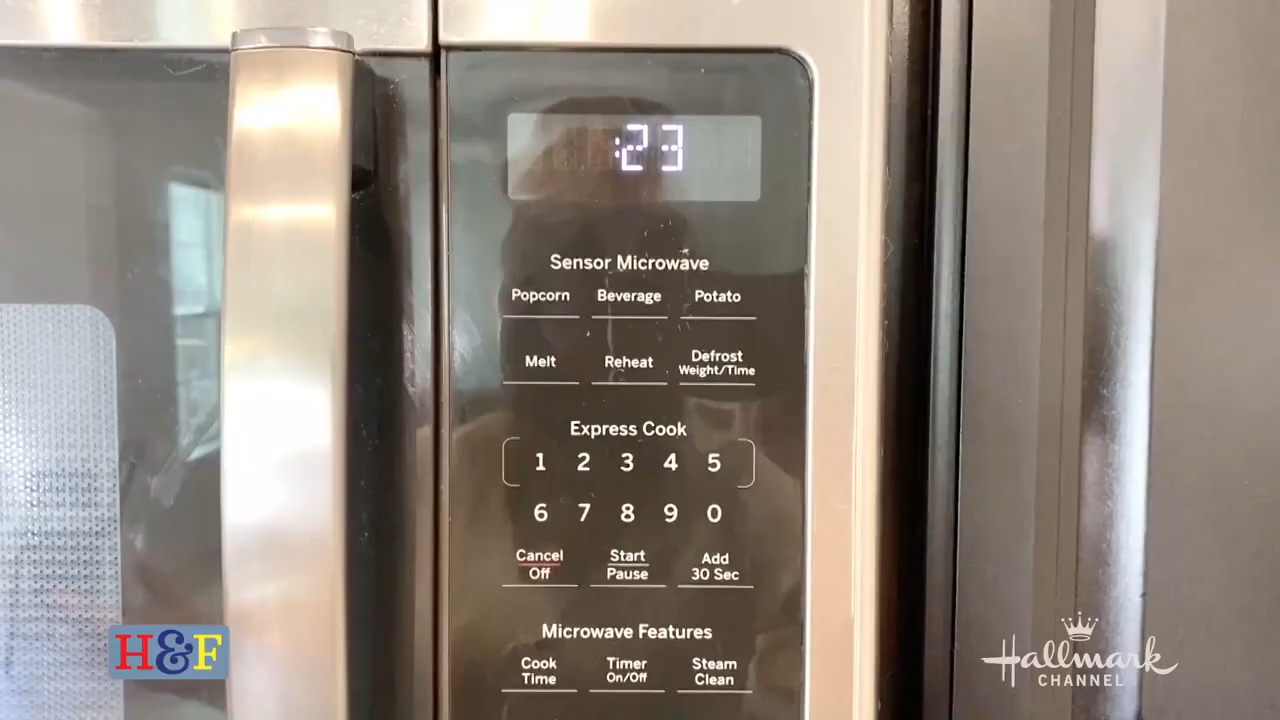 :23
Sensor Microwave
Popcorn Beverage Potato
Melt Reheat Defrost
Weight/Time
Express Cook
1 2 3 4 5
6 7 8 9 0
Cancel Start Add
Off Pause 30 Sec
Microwave Features
Cook Timer Steam
Time On/Off Clean
H&F
Hallmark
CHANNEL